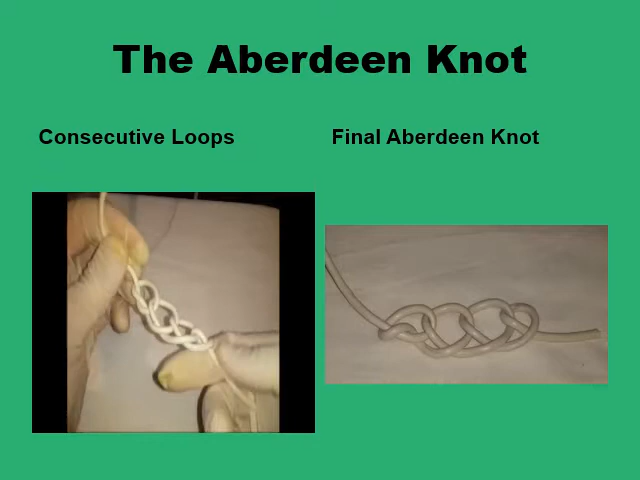 The Aberdeen Knot
Consecutive Loops
Final Aberdeen Knot